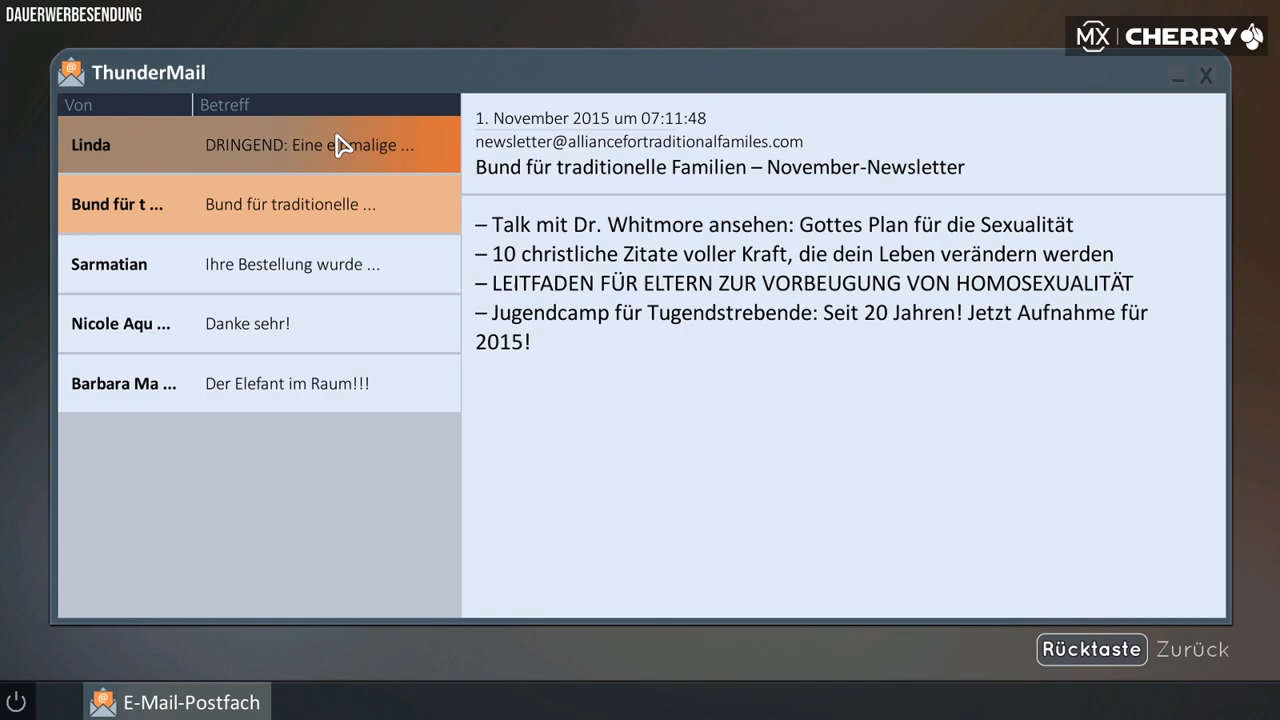 DAUERWERBESENDUNG
MX | CHERRY
ThunderMail
Von Betreff
Linda DRINGEND: Eine einmalige ...
Bund für t ... Bund für traditionelle ...
Sarmatian Ihre Bestellung wurde ...
Nicole Aqu ... Danke sehr!
Barbara Ma ... Der Elefant im Raum!!!
1. November 2015 um 07:11:48
newsletter@alliancefortraditionalfamiles.com
Bund für traditionelle Familien – November-Newsletter
– Talk mit Dr. Whitmore ansehen: Gottes Plan für die Sexualität
– 10 christliche Zitate voller Kraft, die dein Leben verändern werden
– LEITFADEN FÜR ELTERN ZUR VORBEUGUNG VON HOMOSEXUALITÄT
– Jugendcamp für Tugendstrebende: Seit 20 Jahren! Jetzt Aufnahme für
2015!
Rücktaste Zurück
E-Mail-Postfach